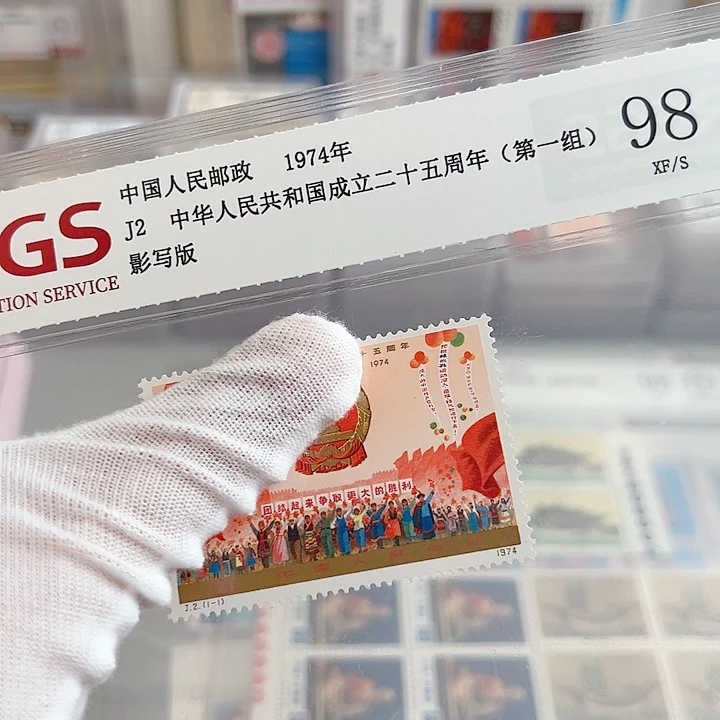 中国人民邮政 1974年
98
J2 中华人民共和国成立二十五周年（第一组）
XF/S
影写版
GS
TION SERVICE
十五周年
1974
团结起来争取更大的胜利
1974
J.2.(1-1)